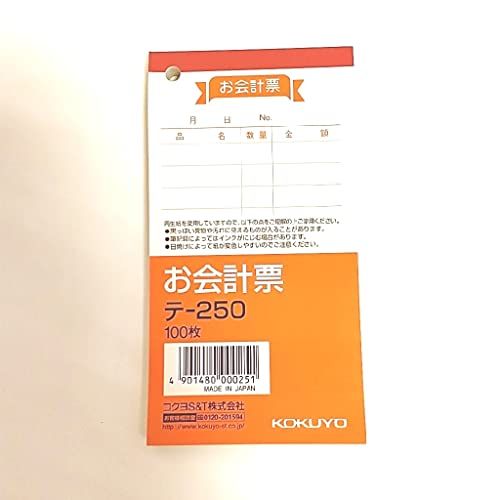 お会計票
月 日 No.
品 名 数量 金 額
再生紙を使用していますので、以下の点をご理解の上ご使用ください。
●黒っぽい異物や汚れに見えるものが入ることがあります。
●筆記具によってはインクがにじむ場合があります。
●日焼けによって紙が変色しやすいのでご注意ください。
お会計票
テ-250
100枚
4 901480 000251
MADE IN JAPAN
コクヨS&T株式会社
お客様相談室 0120-201594
http://www.kokuyo-st.co.jp/
KOKUYO